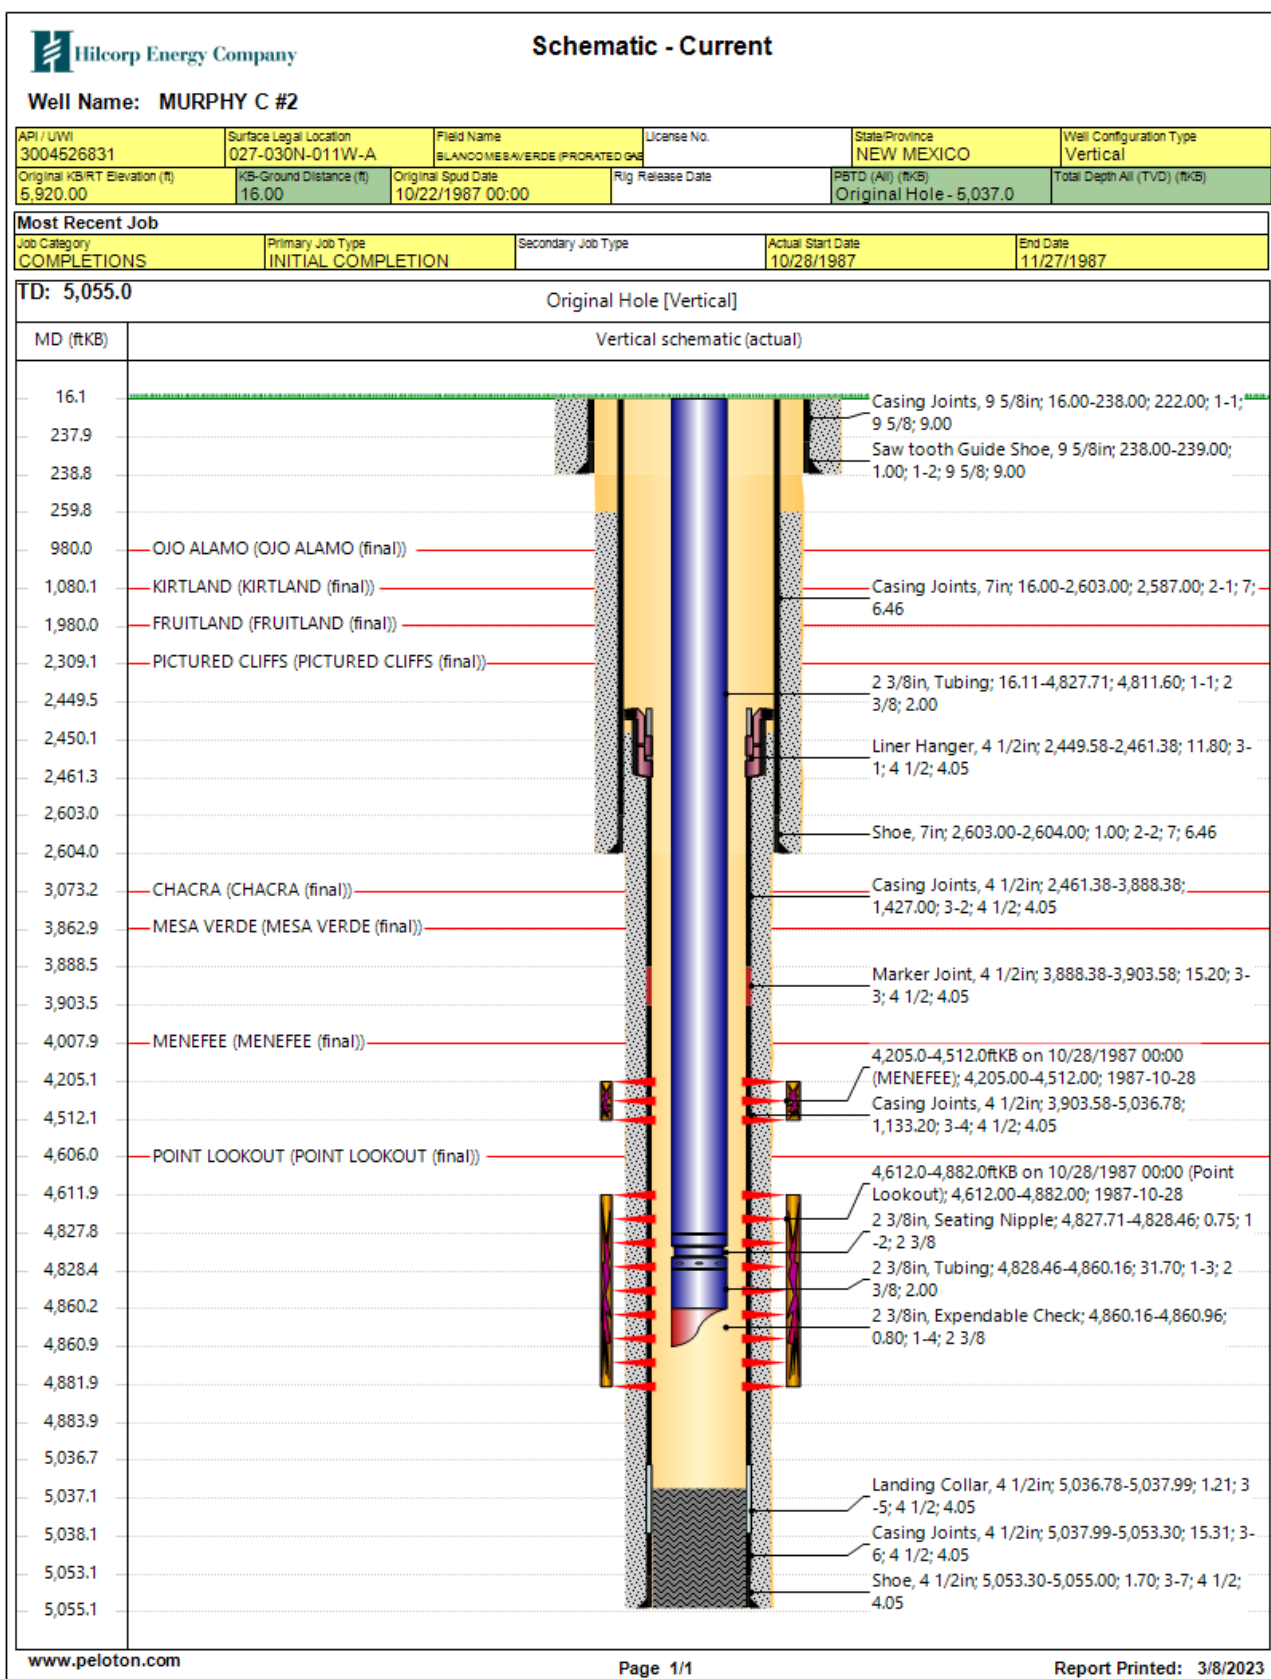 Hilcorp Energy Company
Schematic - Current
Well Name: MURPHY C #2
API / UWI
3004526831
Surface Legal Location
027-030N-011W-A
Field Name
BLANCO MESAVERDE (PRORATED GAS
License No.
State/Province
NEW MEXICO
Well Configuration Type
Vertical
Original KB/RT Elevation (ft)
5,920.00
KB-Ground Distance (ft)
16.00
Original Spud Date
10/22/1987 00:00
Rig Release Date
PBTD (All) (ftKB)
Original Hole - 5,037.0
Total Depth All (TVD) (ftKB)
Most Recent Job
Job Category
COMPLETIONS
Primary Job Type
INITIAL COMPLETION
Secondary Job Type
Actual Start Date
10/28/1987
End Date
11/27/1987
TD: 5,055.0
Original Hole [Vertical]
MD (ftKB)
Vertical schematic (actual)
16.1
Casing Joints, 9 5/8in; 16.00-238.00; 222.00; 1-1;
9 5/8; 9.00
237.9
Saw tooth Guide Shoe, 9 5/8in; 238.00-239.00;
1.00; 1-2; 9 5/8; 9.00
238.8
259.8
980.0
OJO ALAMO (OJO ALAMO (final))
1,080.1
KIRTLAND (KIRTLAND (final))
Casing Joints, 7in; 16.00-2,603.00; 2,587.00; 2-1; 7;
6.46
1,980.0
FRUITLAND (FRUITLAND (final))
2,309.1
PICTURED CLIFFS (PICTURED CLIFFS (final))
2,449.5
2 3/8in, Tubing; 16.11-4,827.71; 4,811.60; 1-1; 2
3/8; 2.00
2,450.1
Liner Hanger, 4 1/2in; 2,449.58-2,461.38; 11.80; 3-
1; 4 1/2; 4.05
2,461.3
2,603.0
Shoe, 7in; 2,603.00-2,604.00; 1.00; 2-2; 7; 6.46
2,604.0
3,073.2
CHACRA (CHACRA (final))
Casing Joints, 4 1/2in; 2,461.38-3,888.38;
1,427.00; 3-2; 4 1/2; 4.05
3,862.9
MESA VERDE (MESA VERDE (final))
3,888.5
Marker Joint, 4 1/2in; 3,888.38-3,903.58; 15.20; 3-
3; 4 1/2; 4.05
3,903.5
4,007.9
MENEFEE (MENEFEE (final))
4,205.1
4,205.0-4,512.0ftKB on 10/28/1987 00:00
(MENEFEE); 4,205.00-4,512.00; 1987-10-28
4,512.1
Casing Joints, 4 1/2in; 3,903.58-5,036.78;
1,133.20; 3-4; 4 1/2; 4.05
4,606.0
POINT LOOKOUT (POINT LOOKOUT (final))
4,611.9
4,612.0-4,882.0ftKB on 10/28/1987 00:00 (Point
Lookout); 4,612.00-4,882.00; 1987-10-28
4,827.8
2 3/8in, Seating Nipple; 4,827.71-4,828.46; 0.75; 1
-2; 2 3/8
4,828.4
2 3/8in, Tubing; 4,828.46-4,860.16; 31.70; 1-3; 2
3/8; 2.00
4,860.2
2 3/8in, Expendable Check; 4,860.16-4,860.96;
0.80; 1-4; 2 3/8
4,860.9
4,881.9
4,883.9
5,036.7
5,037.1
Landing Collar, 4 1/2in; 5,036.78-5,037.99; 1.21; 3
-5; 4 1/2; 4.05
5,038.1
Casing Joints, 4 1/2in; 5,037.99-5,053.30; 15.31; 3-
6; 4 1/2; 4.05
5,053.1
Shoe, 4 1/2in; 5,053.30-5,055.00; 1.70; 3-7; 4 1/2;
4.05
5,055.1
www.peloton.com
Page 1/1
Report Printed: 3/8/2023